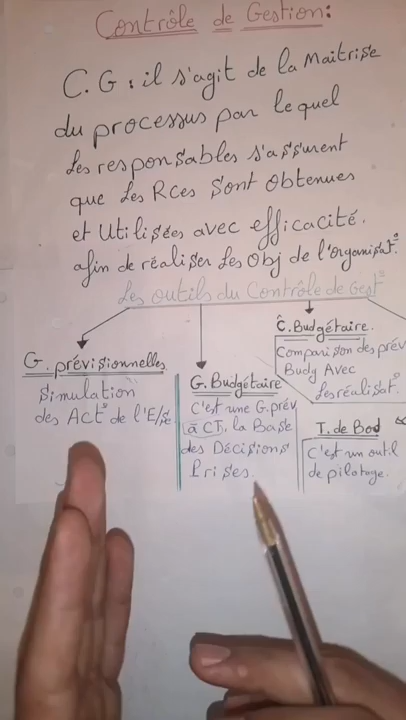 Contrôle de Gestion:
C.G: il s'agit de la Maitrise
du processus par le quel
Les responsables s'assurent
que Les Rces Sont Obtenues
et Utilisées avec efficacité.
afin de réaliser Les Obj de l'Organisat°.
Les outils du Contrôle de Gest°
G. prévisionnelles
Simulation
des Act° de l'E/se
G. Budgétaire
C'est une G.prév
à CT, la Base
des Décisions
Prises.
C. Budgétaire.
Comparaison des prév
Budg Avec
Les réalisat°.
T. de Bod
C'est un outil
de pilotage.